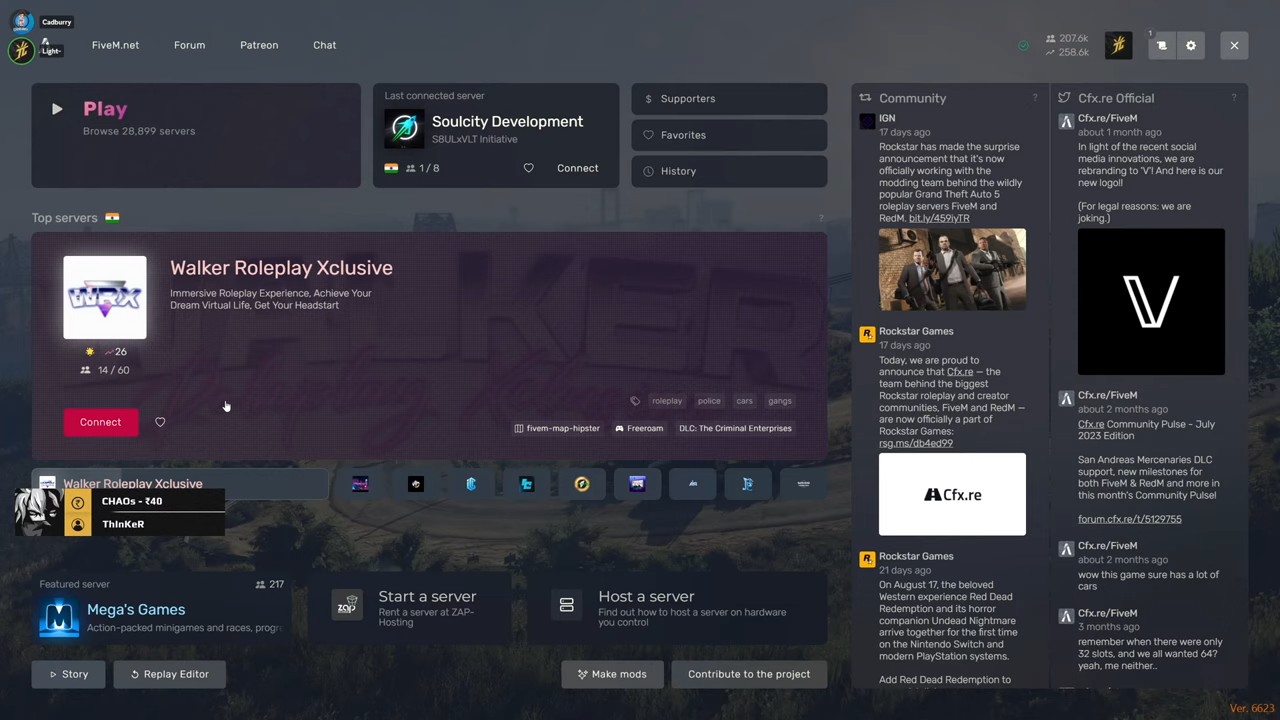 Cadburry
Light-
FiveM.net
Forum
Patreon
Chat
207.6k
258.6k
1
Play
Browse 28,899 servers
Last connected server
Soulcity Development
S8ULxVLT Initiative
1 / 8
Connect
$ Supporters
Favorites
History
Top servers
?
WALKER
WRX
Walker Roleplay Xclusive
Immersive Roleplay Experience, Achieve Your
Dream Virtual Life, Get Your Headstart
26
14 / 60
Connect
roleplay
police
cars
gangs
fivem-map-hipster
Freeroam
DLC: The Criminal Enterprises
Walker Roleplay Xclusive
CHAOs - ₹40
ThInKeR
Featured server
217
Mega's Games
Action-packed minigames and races, progr
ZAP
Start a server
Rent a server at ZAP-
Hosting
Host a server
Find out how to host a server on hardware
you control
Story
Replay Editor
Make mods
Contribute to the project
Community
?
IGN
17 days ago
Rockstar has made the surprise
announcement that it's now
officially working with the
modding team behind the wildly
popular Grand Theft Auto 5
roleplay servers FiveM and
RedM. bit.ly/459iyTR
Rockstar Games
17 days ago
Today, we are proud to
announce that Cfx.re — the
team behind the biggest
Rockstar roleplay and creator
communities, FiveM and RedM —
are now officially a part of
Rockstar Games:
rsg.ms/db4ed99
Cfx.re
Rockstar Games
21 days ago
On August 17, the beloved
Western experience Red Dead
Redemption and its horror
companion Undead Nightmare
arrive together for the first time
on the Nintendo Switch and
modern PlayStation systems.
Add Red Dead Redemption to
Cfx.re Official
?
Cfx.re/FiveM
about 1 month ago
In light of the recent social
media innovations, we are
rebranding to 'V'! And here is our
new logo!!
(For legal reasons: we are
joking.)
V
Cfx.re/FiveM
about 2 months ago
Cfx.re Community Pulse - July
2023 Edition
San Andreas Mercenaries DLC
support, new milestones for
both FiveM & RedM and more in
this month's Community Pulse!
forum.cfx.re/t/5129755
Cfx.re/FiveM
about 2 months ago
wow this game sure has a lot of
cars
Cfx.re/FiveM
3 months ago
remember when there were only
32 slots, and we all wanted 64?
yeah, me neither..
Ver. 6623